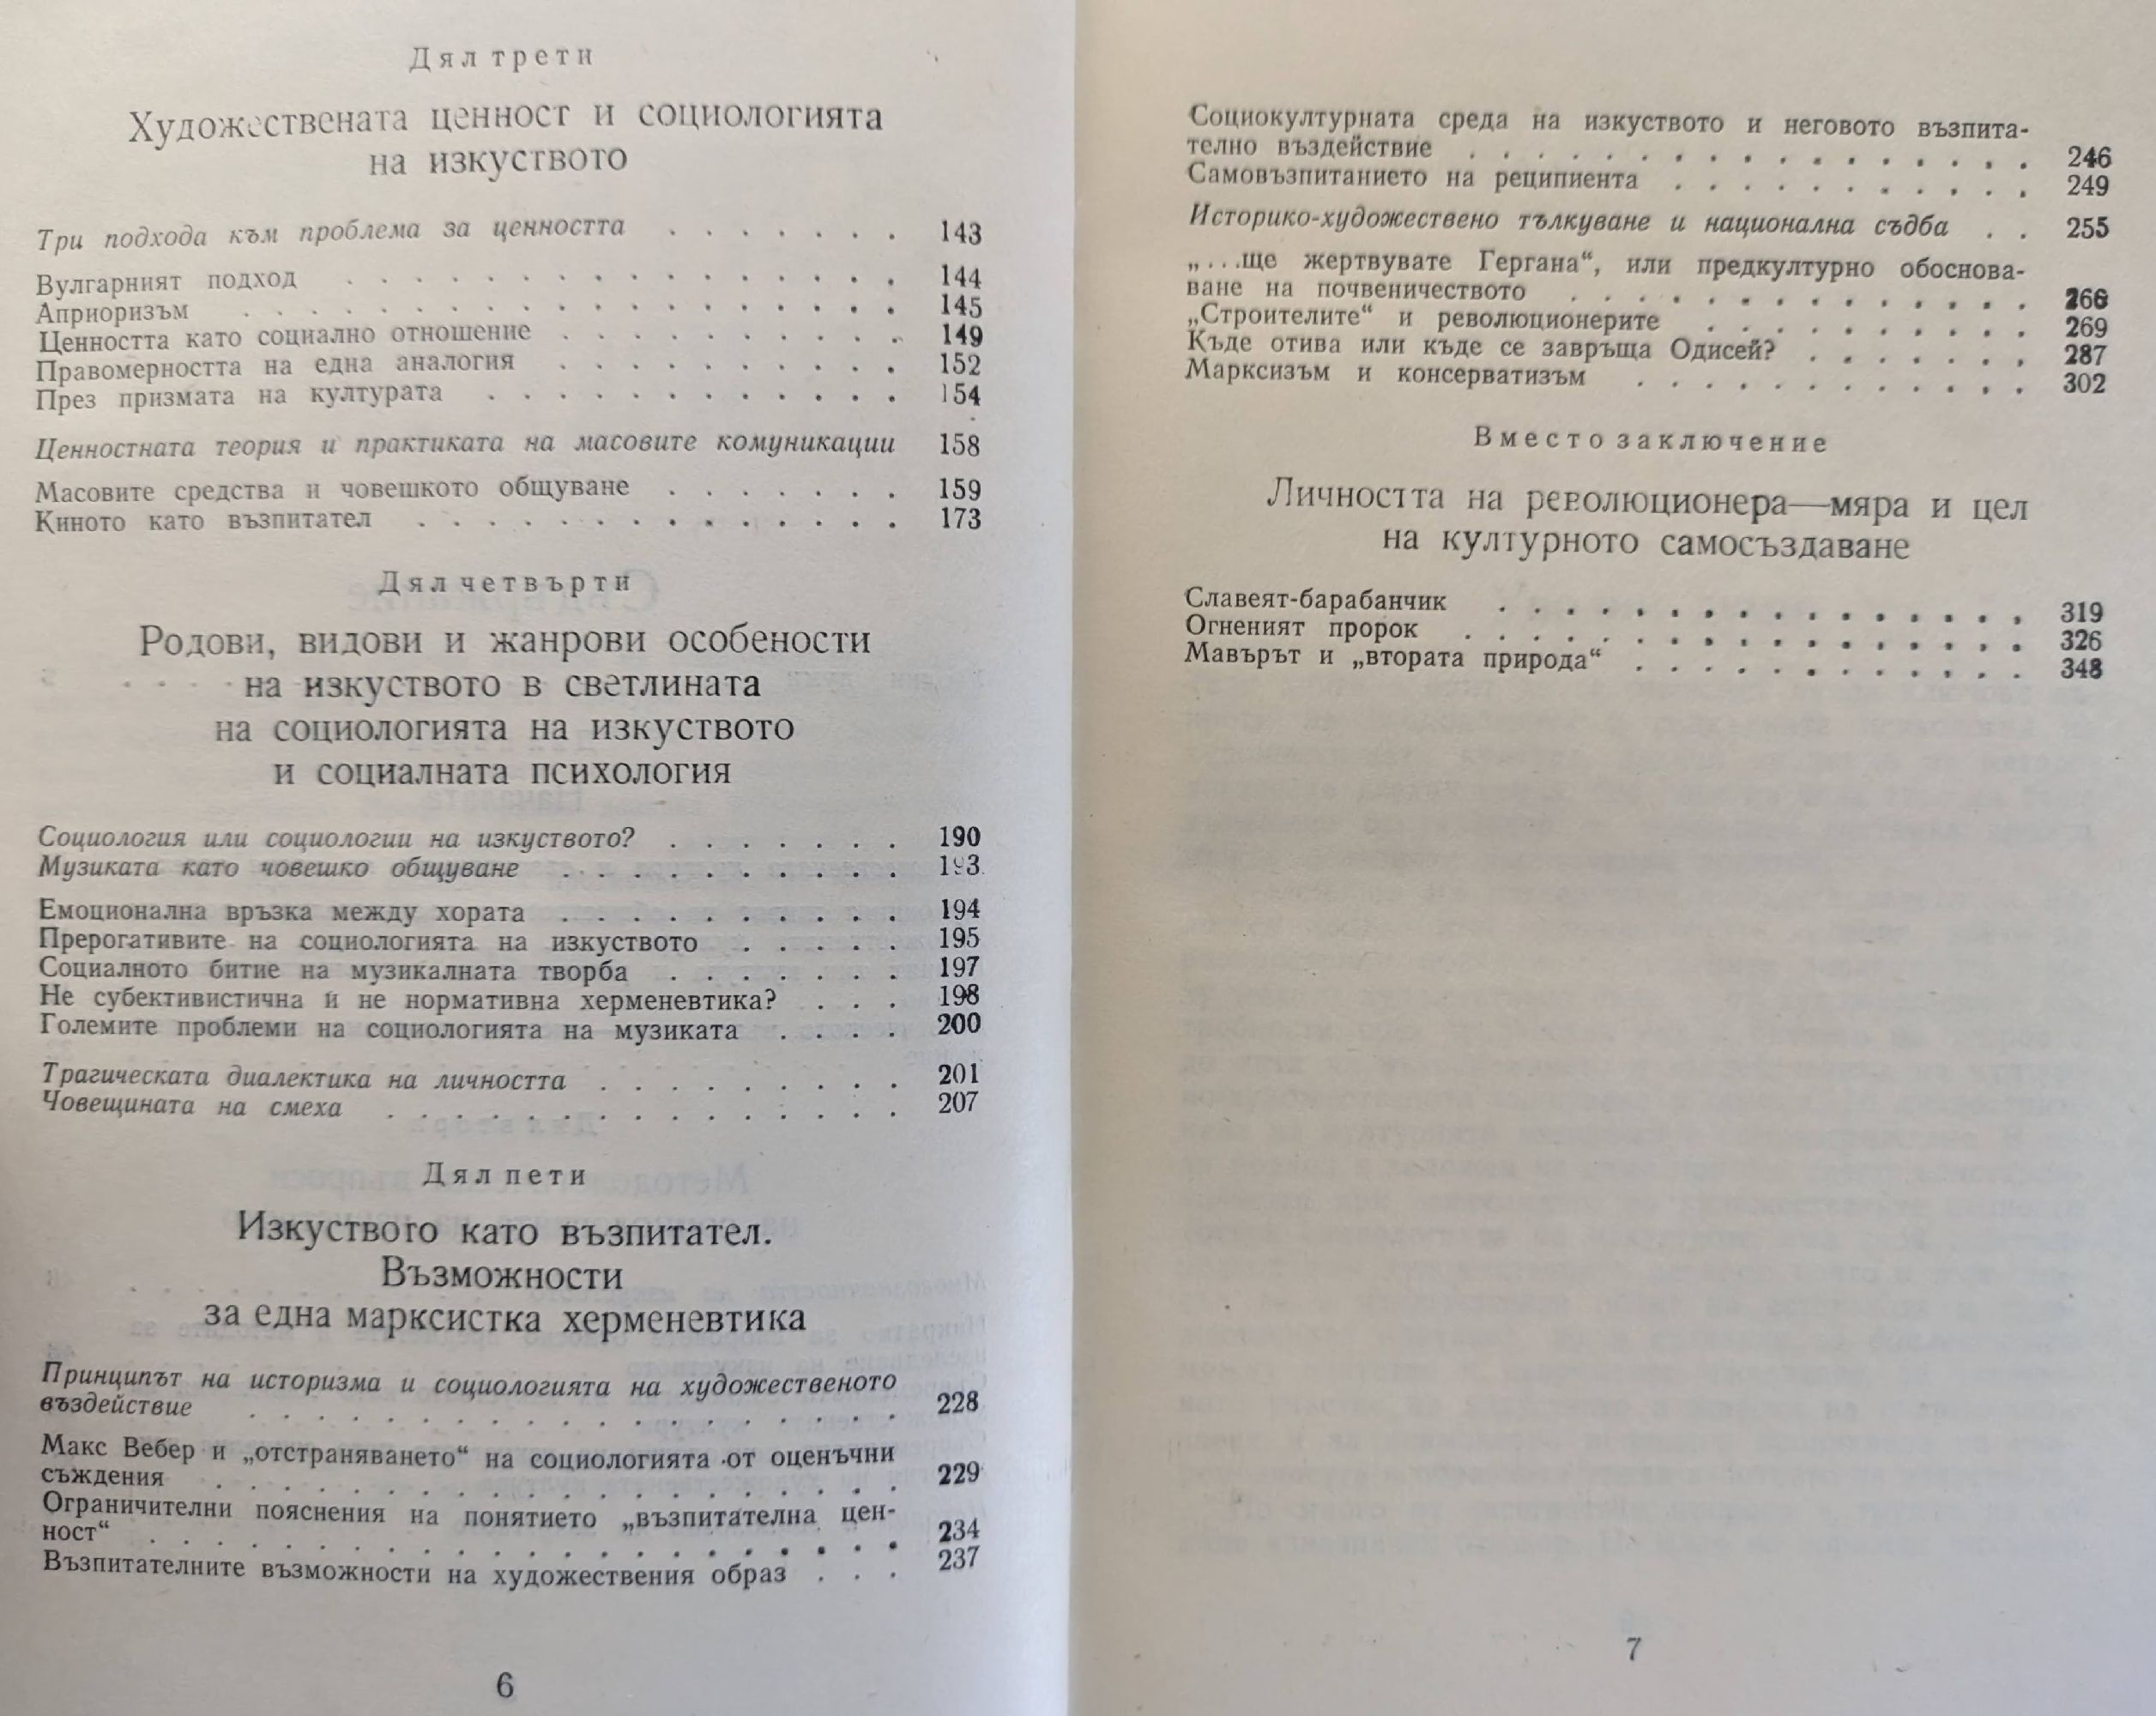 Дял трети
Художествената ценност и социологията
на изкуството
Три подхода към проблема за ценността . . . . . . . 143
Вулгарният подход . . . . . . . . . . . . . 144
Априоризъм . . . . . . . . . . . . . . . 145
Ценността като социално отношение . . . . . . . . . 149
Правомерността на една аналогия . . . . . . . . . 152
През призмата на културата . . . . . . . . . . . 154
Ценностната теория и практиката на масовите комуникации 158
Масовите средства и човешкото общуване . . . . . . . 159
Киното като възпитател . . . . . . . . . . . . . 173
Дял четвърти
Родови, видови и жанрови особености
на изкуството в светлината
на социологията на изкуството
и социалната психология
Социология или социологии на изкуството? . . . . . . . 190
Музиката като човешко общуване . . . . . . . . . 193
Емоционална връзка между хората . . . . . . . . . 194
Прерогативите на социологията на изкуството . . . . . 195
Социалното битие на музикалната творба . . . . . . . 197
Не субективистична и не нормативна херменевтика? . . . 198
Големите проблеми на социологията на музиката . . . . 200
Трагическата диалектика на личността . . . . . . . . 201
Човещината на смеха . . . . . . . . . . . . . . 207
Дял пети
Изкуството като възпитател.
Възможности
за една марксистка херменевтика
Принципът на историзма и социологията на художественото
въздействие . . . . . . . . . . . . . . . . . 228
Макс Вебер и „отстраняването“ на социологията от оценъчни
съждения . . . . . . . . . . . . . . . . . . 229
Ограничителни пояснения на понятието „възпитателна цен-
ност“ . . . . . . . . . . . . . . . . . . . . 234
Възпитателните възможности на художествения образ . . . 237
6
Социокултурната среда на изкуството и неговото възпита-
телно въздействие . . . . . . . . . . . . . . . . 246
Самовъзпитанието на реципиента . . . . . . . . . . . 249
Историко-художествено тълкуване и национална съдба . . 255
„...ще жертвувате Гергана“, или предкултурно обоснова-
ване на почвеничеството . . . . . . . . . . . . . . 266
„Строителите“ и революционерите . . . . . . . . . . 269
Къде отива или къде се завръща Одисей? . . . . . . . 287
Марксизъм и консерватизъм . . . . . . . . . . . . 302
Вместо заключение
Личността на революционера—мяра и цел
на културното самосъздаване
Славеят-барабанчик . . . . . . . . . . . . . . . . 319
Огненият пророк . . . . . . . . . . . . . . . . . 326
Мавърът и „втората природа“ . . . . . . . . . . . . 348
7